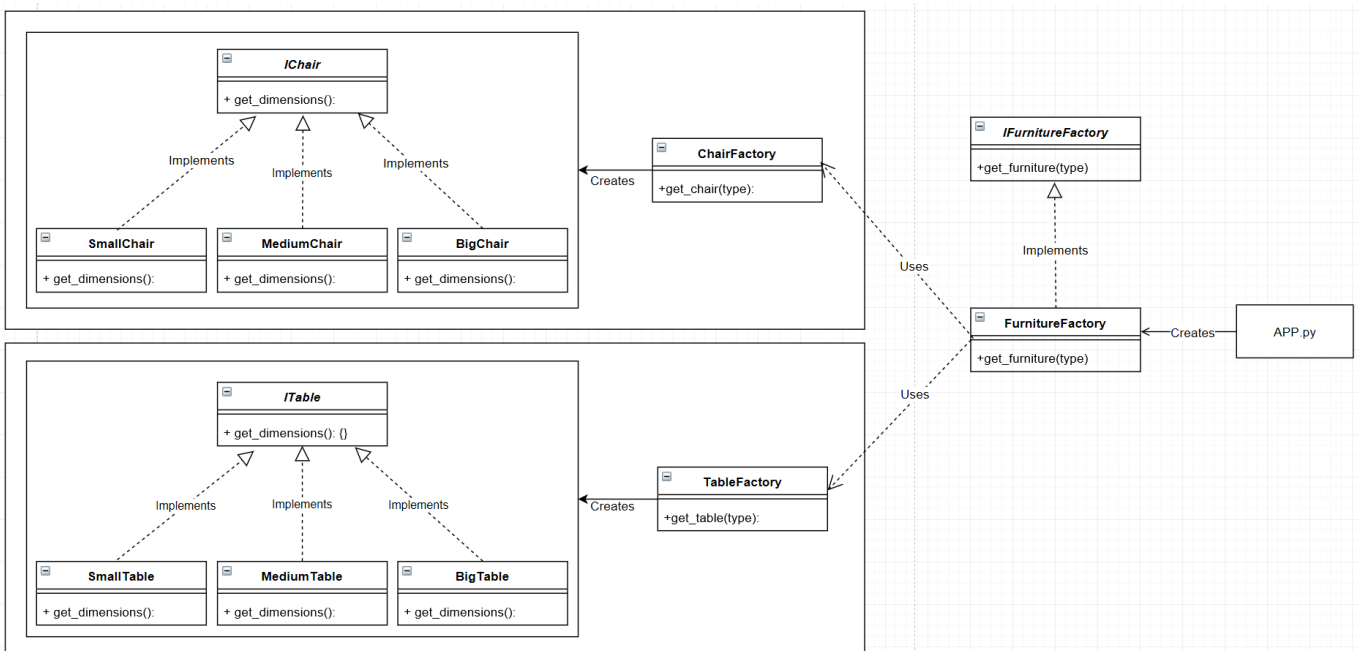 IChair
+ get_dimensions():
Implements
Implements
Implements
SmallChair
+ get_dimensions():
MediumChair
+ get_dimensions():
BigChair
+ get_dimensions():
Creates
ChairFactory
+get_chair(type):
IFurnitureFactory
+get_furniture(type)
Implements
Uses
FurnitureFactory
+get_furniture(type)
Creates
APP.py
Uses
ITable
+ get_dimensions(): {}
Implements
Implements
Implements
SmallTable
+ get_dimensions():
MediumTable
+ get_dimensions():
BigTable
+ get_dimensions():
Creates
TableFactory
+get_table(type):